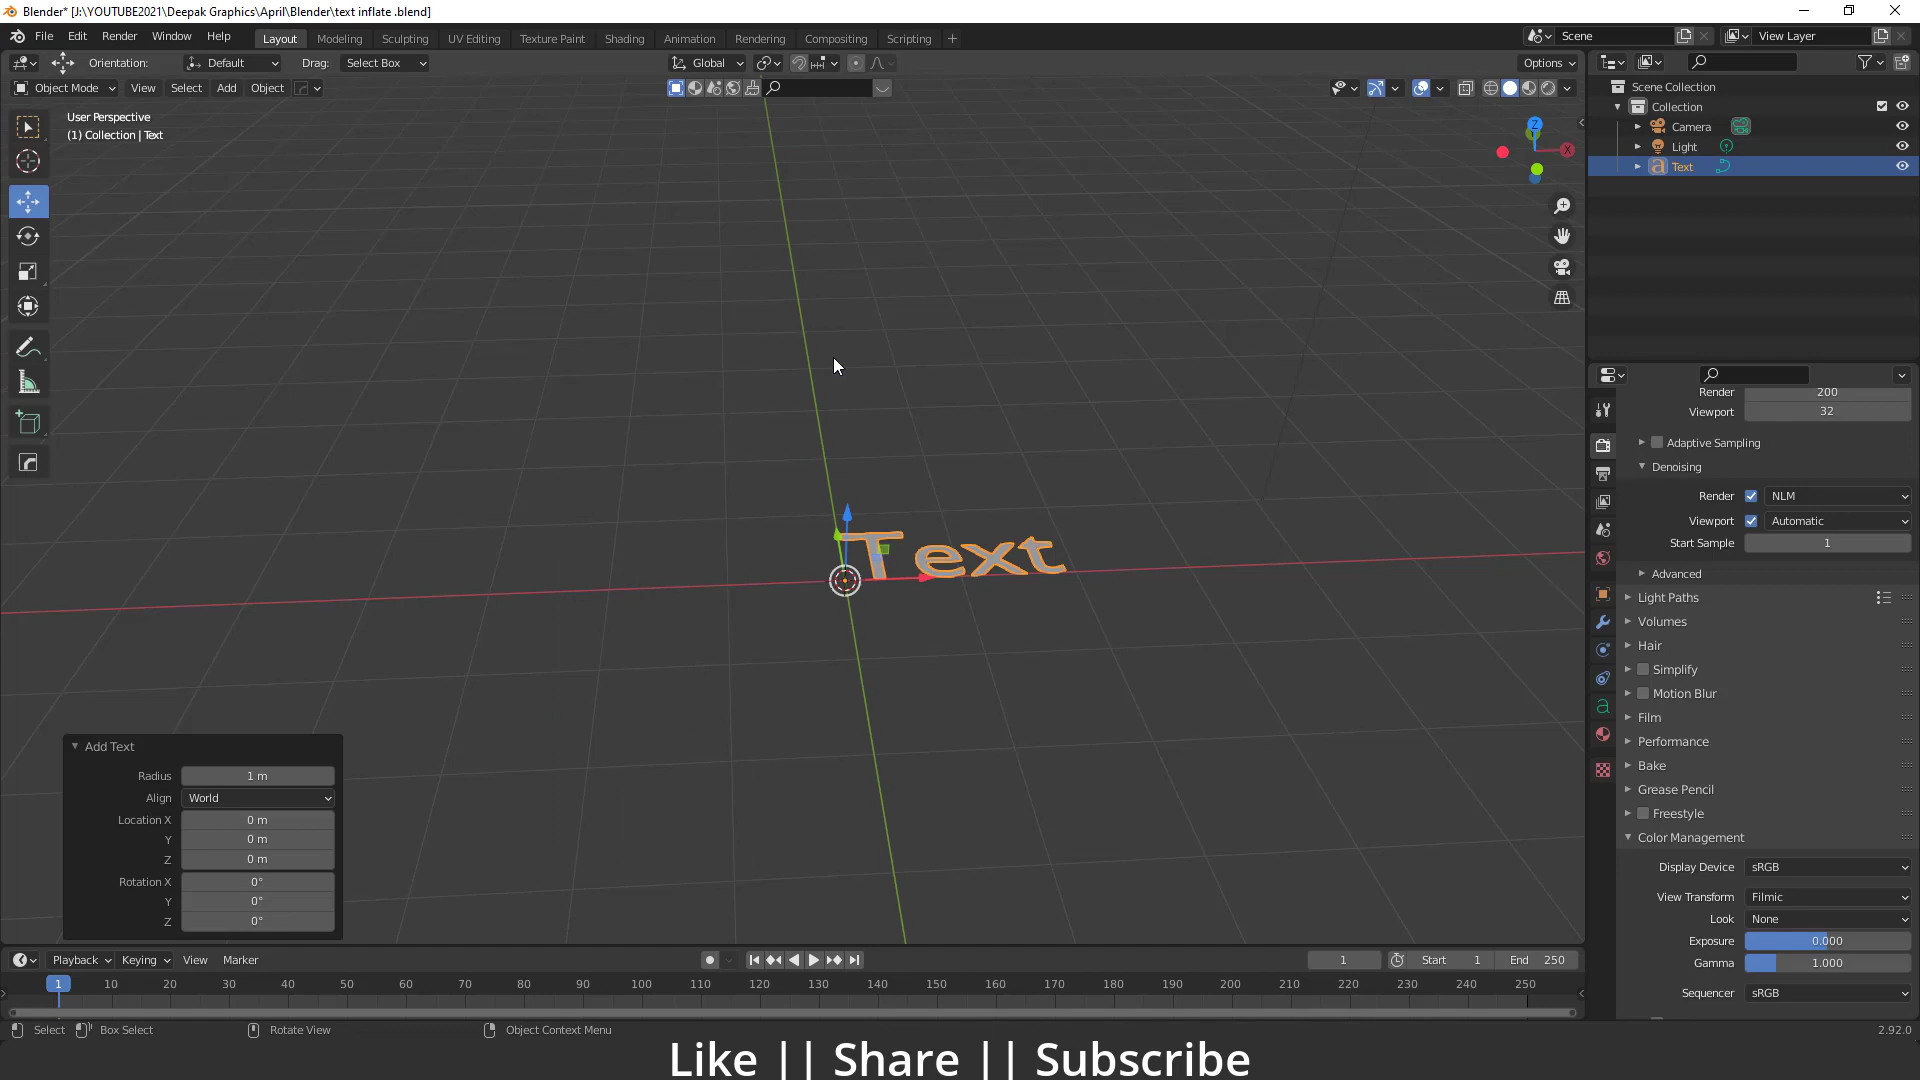 Blender* [J:\YOUTUBE2021\Deepak Graphics\April\Blender\text inflate .blend]
File Edit Render Window Help
Layout Modeling Sculpting UV Editing Texture Paint Shading Animation Rendering Compositing Scripting +
Scene
View Layer
Orientation: Default Drag: Select Box
Global
Options
Object Mode View Select Add Object
User Perspective
(1) Collection | Text
Z
X
Scene Collection
Collection
Camera
Light
Text
Text
Render 200
Viewport 32
Adaptive Sampling
Denoising
Render NLM
Viewport Automatic
Start Sample 1
Advanced
Light Paths
Volumes
Hair
Simplify
Motion Blur
Film
Performance
Bake
Grease Pencil
Freestyle
Color Management
Display Device sRGB
View Transform Filmic
Look None
Exposure 0.000
Gamma 1.000
Sequencer sRGB
Add Text
Radius 1 m
Align World
Location X 0 m
Y 0 m
Z 0 m
Rotation X 0°
Y 0°
Z 0°
Playback Keying View Marker
1 Start 1 End 250
1 10 20 30 40 50 60 70 80 90 100 110 120 130 140 150 160 170 180 190 200 210 220 230 240 250
Select Box Select Rotate View Object Context Menu
2.92.0
Like || Share || Subscribe